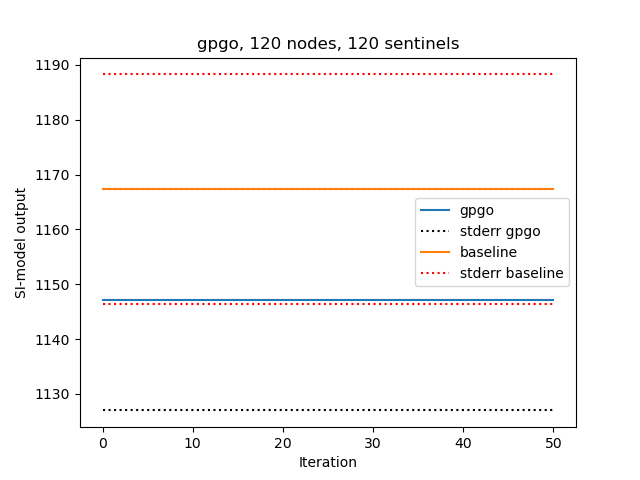 gpgo, 120 nodes, 120 sentinels
SI-model output
1190
1180
1170
1160
1150
1140
1130
gpgo
stderr gpgo
baseline
stderr baseline
0 10 20 30 40 50
Iteration